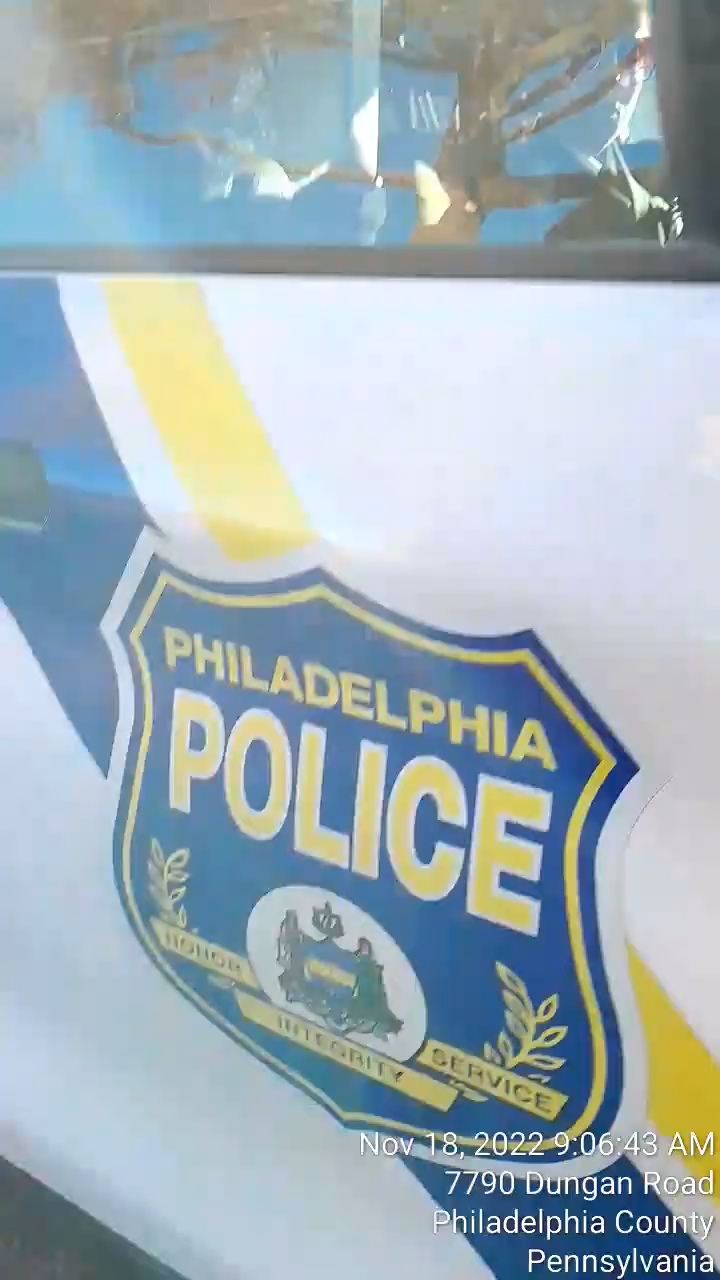 PHILADELPHIA
POLICE
HONOR
INTEGRITY
SERVICE
Nov 18, 2022 9:06:43 AM
7790 Dungan Road
Philadelphia County
Pennsylvania